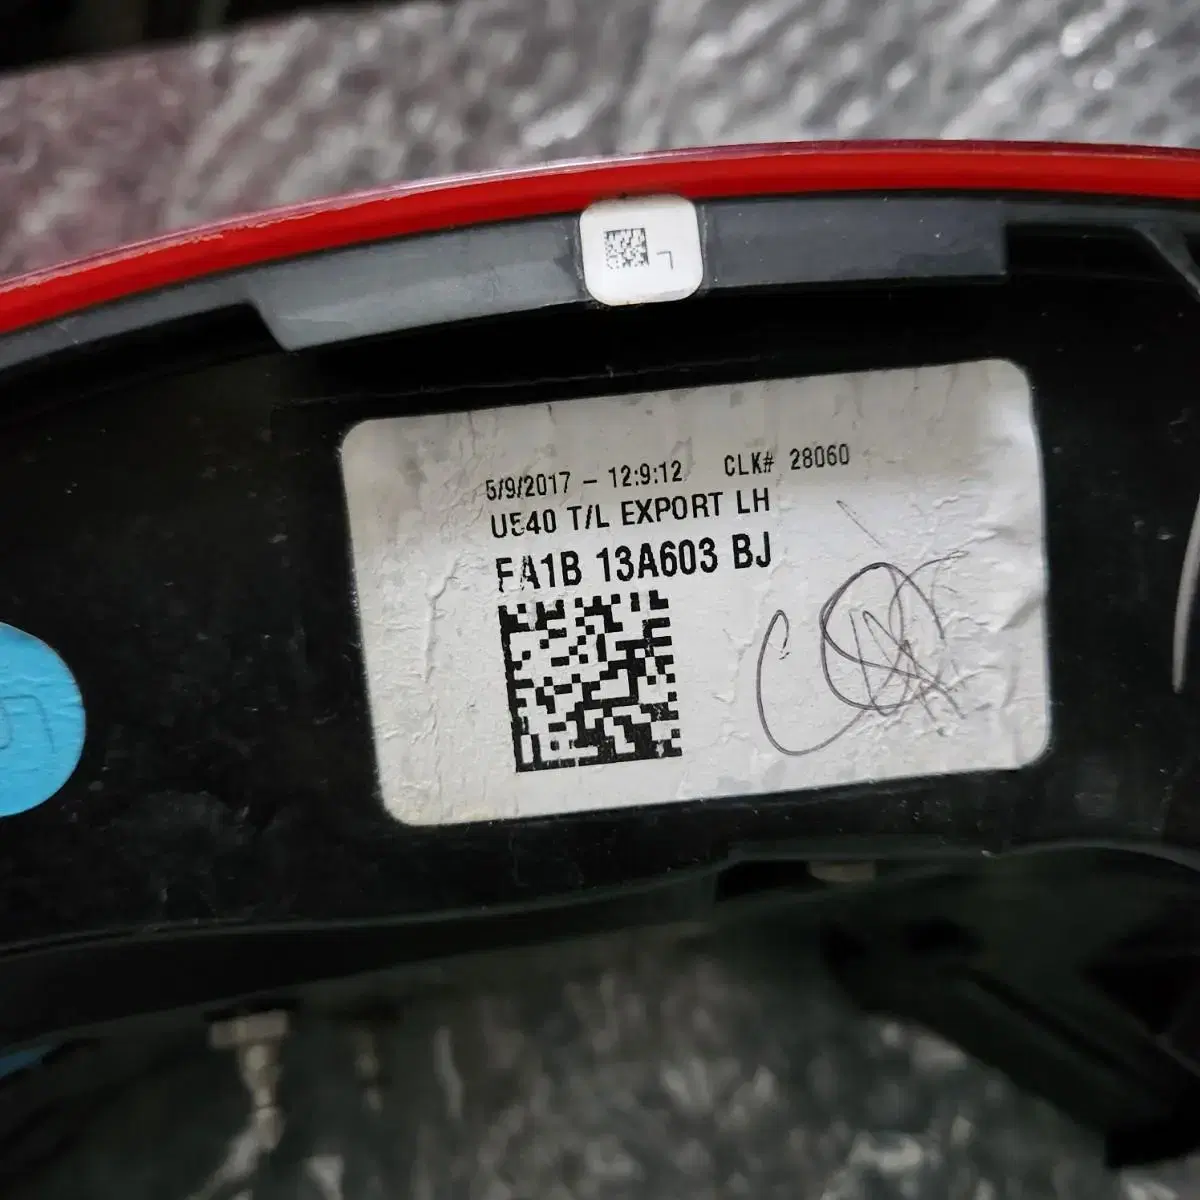 5/9/2017 - 12:9:12 CLK# 28060
U540 T/L EXPORT LH
FA1B 13A603 BJ